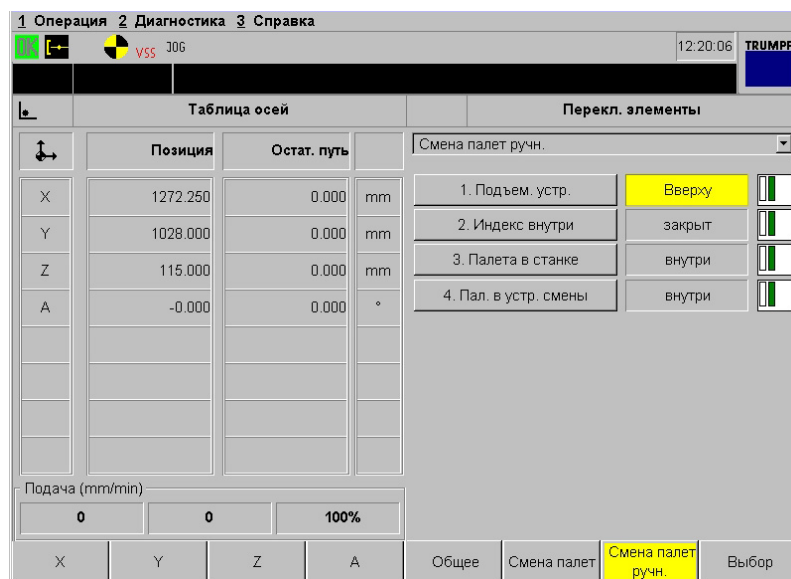 1 Операция 2 Диагностика 3 Справка
OK VSS JOG 12:20:06 TRUMPF
Таблица осей Перекл. элементы
Позиция Остат. путь Смена палет ручн.
X 1272.250 0.000 mm 1. Подъем. устр. Вверху
Y 1028.000 0.000 mm 2. Индекс внутри закрыт
Z 115.000 0.000 mm 3. Палета в станке внутри
A -0.000 0.000 ° 4. Пал. в устр. смены внутри
Подача (mm/min)
0 0 100%
X Y Z A Общее Смена палет Смена палет ручн. Выбор